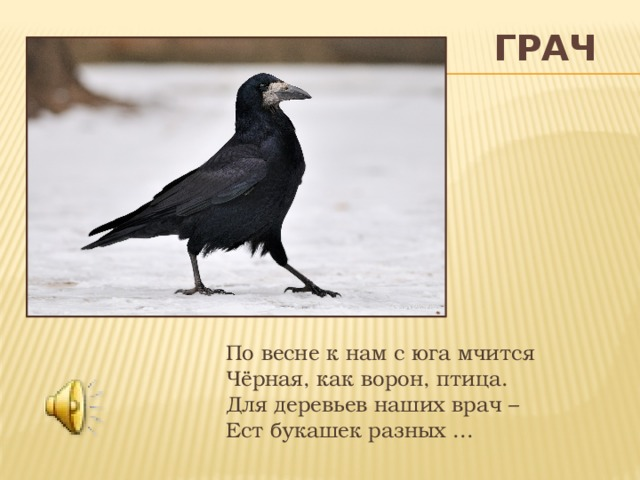 ГРАЧ
По весне к нам с юга мчится
Чёрная, как ворон, птица.
Для деревьев наших врач –
Ест букашек разных …